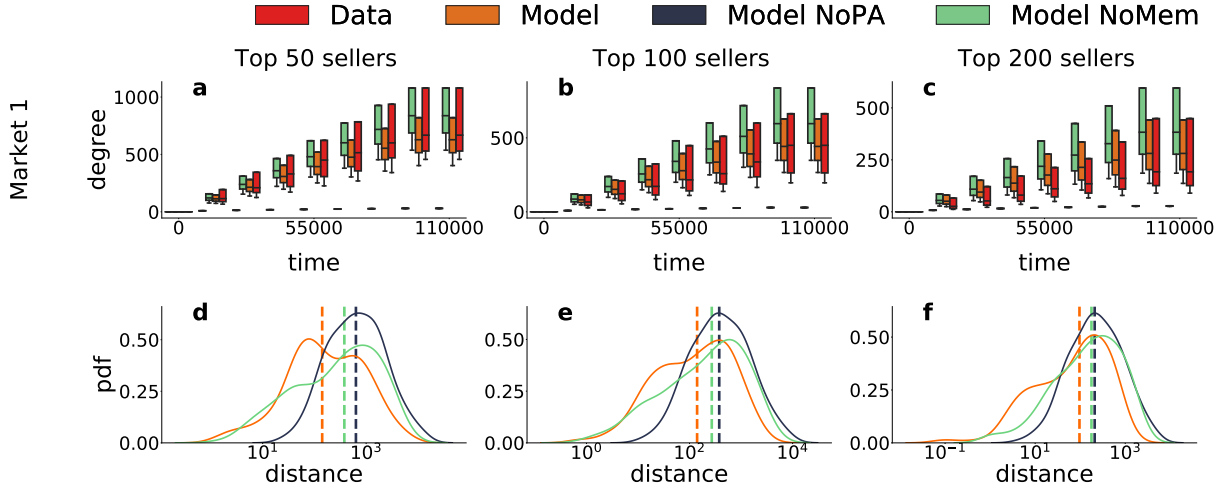 Data Model Model NoPA Model NoMem
Top 50 sellers Top 100 sellers Top 200 sellers
Market 1
degree
a
1000
500
0
0 55000 110000
time
b
500
0
0 55000 110000
time
c
500
250
0
0 55000 110000
time
pdf
d
0.50
0.25
0.00
10¹ 10³
distance
e
0.50
0.25
0.00
10⁰ 10² 10⁴
distance
f
0.50
0.25
0.00
10⁻¹ 10¹ 10³
distance